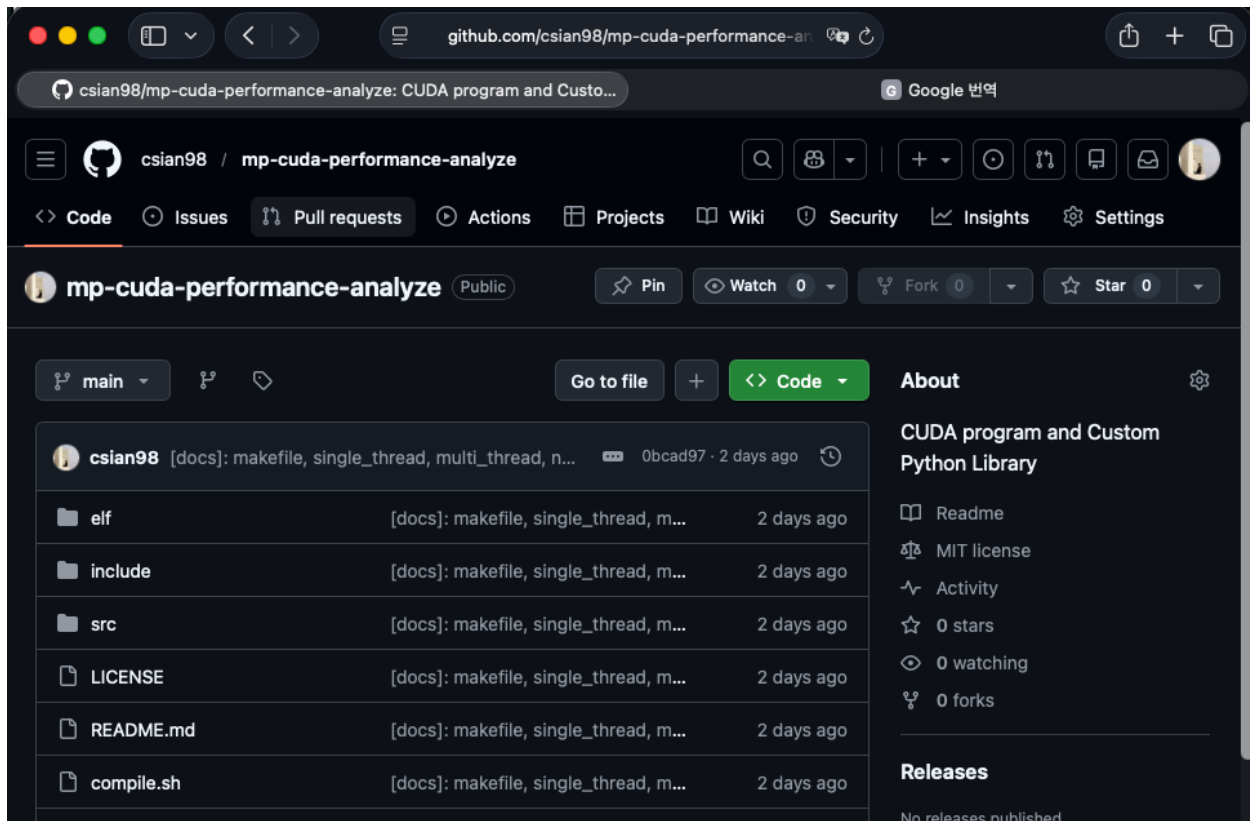 github.com/csian98/mp-cuda-performance-an
csian98/mp-cuda-performance-analyze: CUDA program and Custo...
G Google 번역
csian98 / mp-cuda-performance-analyze
<> Code Issues Pull requests Actions Projects Wiki Security Insights Settings
mp-cuda-performance-analyze Public Pin Watch 0 Fork 0 Star 0
main Go to file Code
About
CUDA program and Custom
Python Library
csian98 [docs]: makefile, single_thread, multi_thread, n... 0bcad97 · 2 days ago
elf [docs]: makefile, single_thread, m... 2 days ago
include [docs]: makefile, single_thread, m... 2 days ago
src [docs]: makefile, single_thread, m... 2 days ago
LICENSE [docs]: makefile, single_thread, m... 2 days ago
README.md [docs]: makefile, single_thread, m... 2 days ago
compile.sh [docs]: makefile, single_thread, m... 2 days ago
Readme
MIT license
Activity
0 stars
0 watching
0 forks
Releases
No releases published